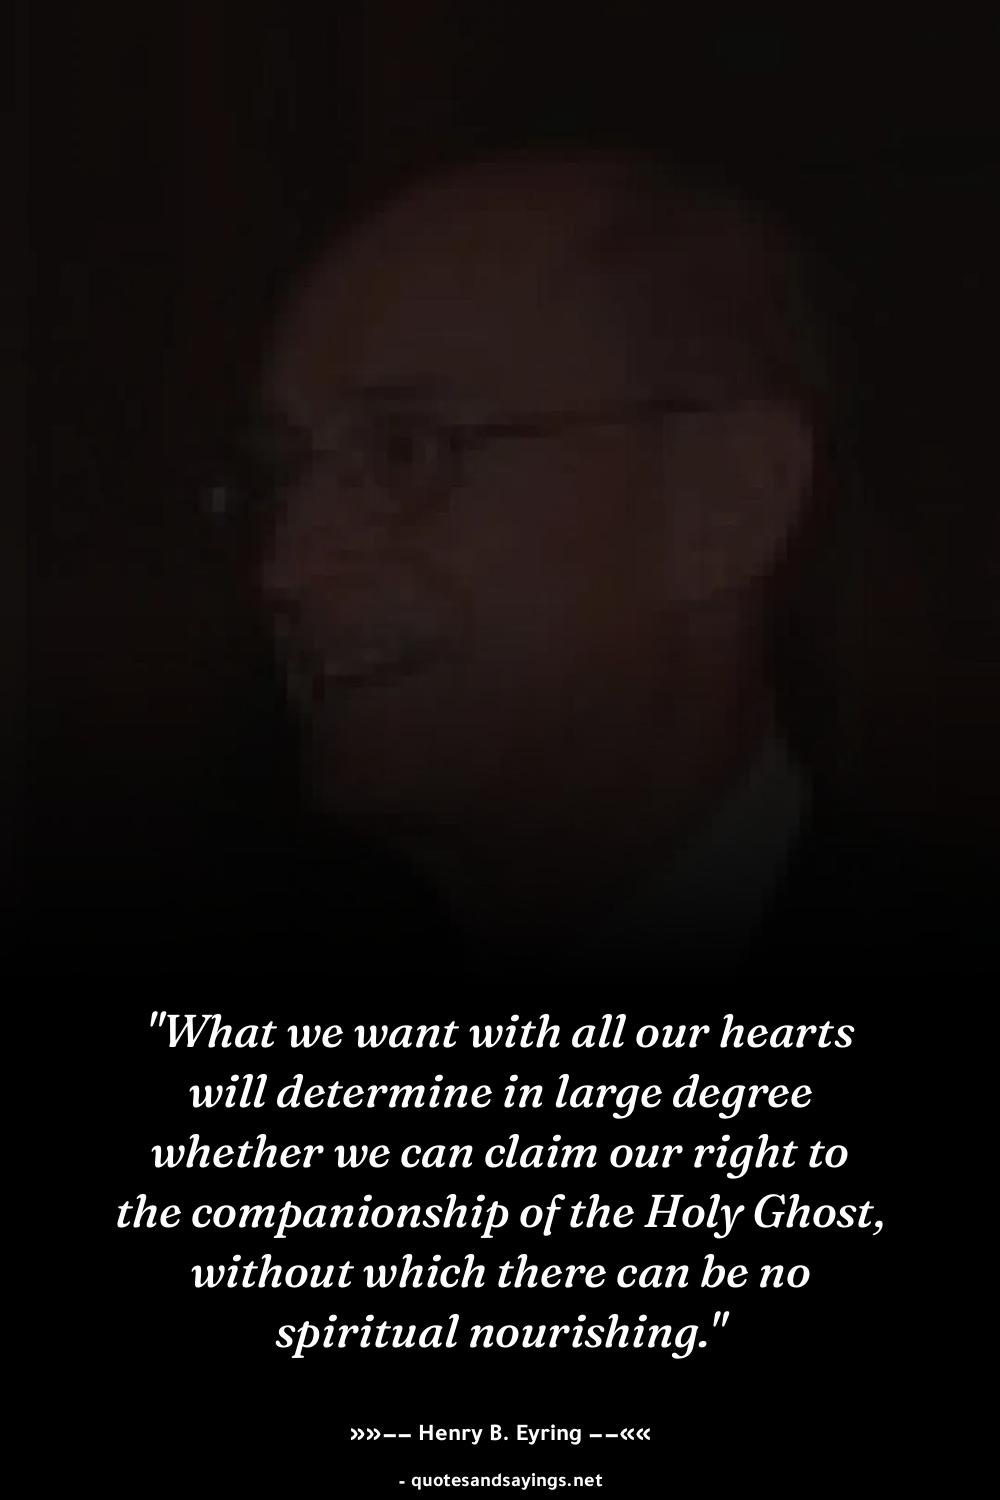 "What we want with all our hearts
will determine in large degree
whether we can claim our right to
the companionship of the Holy Ghost,
without which there can be no
spiritual nourishing."
»»–– Henry B. Eyring ––««
- quotesandsayings.net